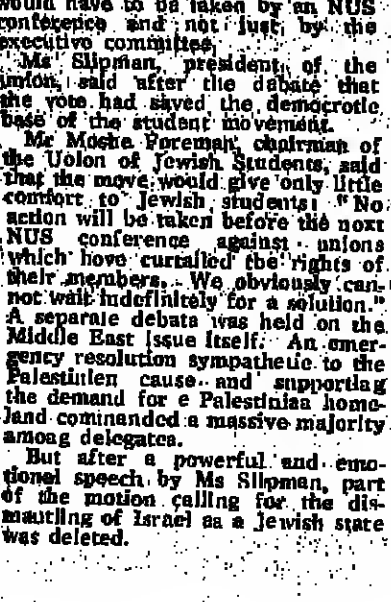 would have to be taken by an NUS
conference and not just by the
executive committee.
Ms Slipman, president of the
union, said after the debate that
the vote had saved the democrotic
base of the student movement.
Mr Moshe Foreman, chairman of
the Uolon of Jewish Students, said
that the move would give only little
comfort to Jewish students: "No
action will be taken before the noxt
NUS conference against unions
which hove curtailed tbe rights of
their members. We obviously can-
not wait indefinitely for a solution."
A separate debate was held on the
Middle East issue itself. An emer-
gency resolution sympathetic to the
Palestinien cause and supporting
the demand for e Palestinian home-
land commanded a massive majority
amoag delegates.
But after a powerful and emo-
tional speech by Ms Slipman, part
of the motion calling for the dis-
mantling of Israel as a Jewish state
was deleted.